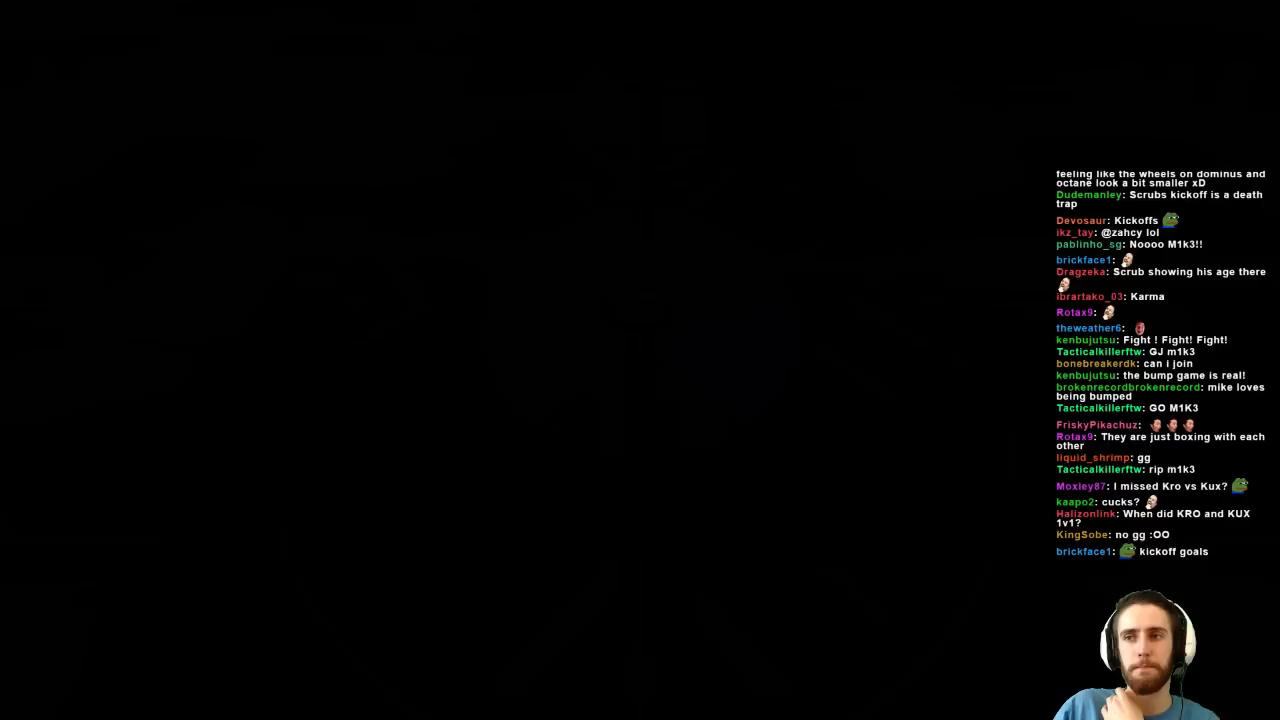 feeling like the wheels on dominus and
octane look a bit smaller xD
Dudemanley: Scrubs kickoff is a death
trap
Devosaur: Kickoffs
ikz_tay: @zahcy lol
pablinho_sg: Noooo M1k3!!
brickface1:
Dragzeka: Scrub showing his age there
ibrartako_03: Karma
Rotax9:
theweather6:
kenbujutsu: Fight ! Fight! Fight!
Tacticalkillerftw: GJ m1k3
bonebreakerdk: can i join
kenbujutsu: the bump game is real!
brokenrecordbrokenrecord: mike loves
being bumped
Tacticalkillerftw: GO M1K3
FriskyPikachuz:
Rotax9: They are just boxing with each
other
liquid_shrimp: gg
Tacticalkillerftw: rip m1k3
Moxley87: I missed Kro vs Kux?
kaapo2: cucks?
Halizonlink: When did KRO and KUX
1v1?
KingSobe: no gg :OO
brickface1: kickoff goals